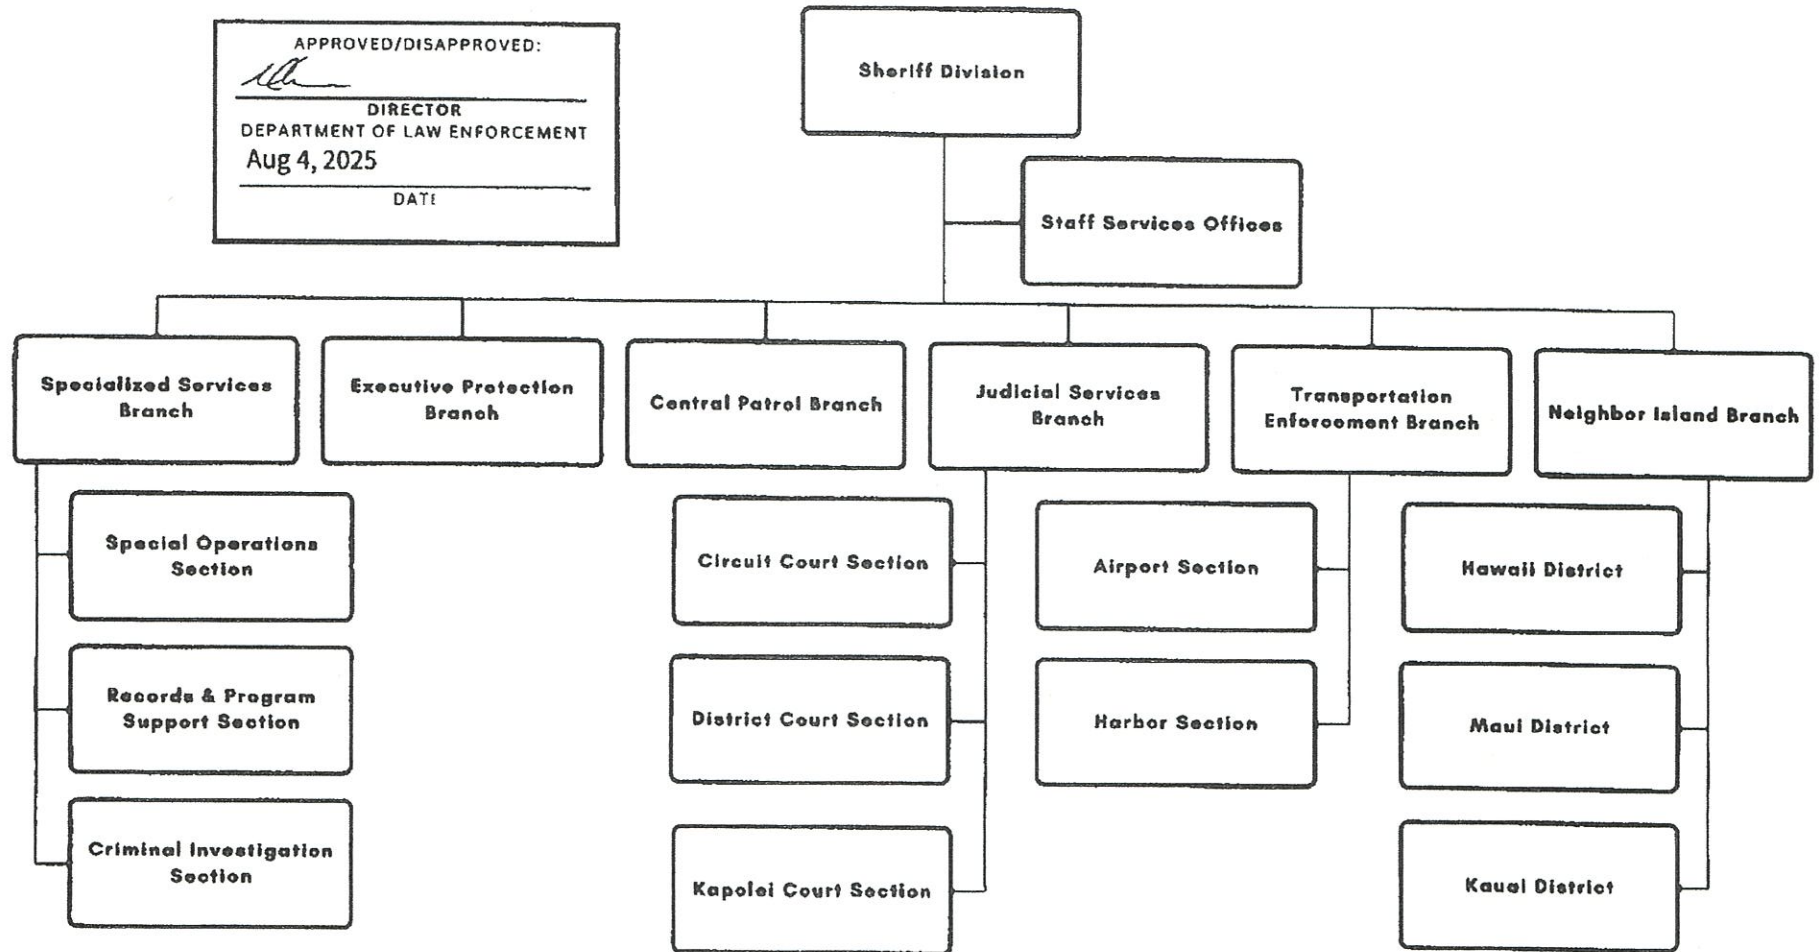 APPROVED/DISAPPROVED:
DIRECTOR
DEPARTMENT OF LAW ENFORCEMENT
Aug 4, 2025
DATE
Sheriff Division
Staff Services Offices
Specialized Services
Branch
Executive Protection
Branch
Central Patrol Branch
Judicial Services
Branch
Transportation
Enforcement Branch
Neighbor Island Branch
Special Operations
Section
Records & Program
Support Section
Criminal Investigation
Section
Circuit Court Section
District Court Section
Kapolei Court Section
Airport Section
Harbor Section
Hawaii District
Maui District
Kauai District